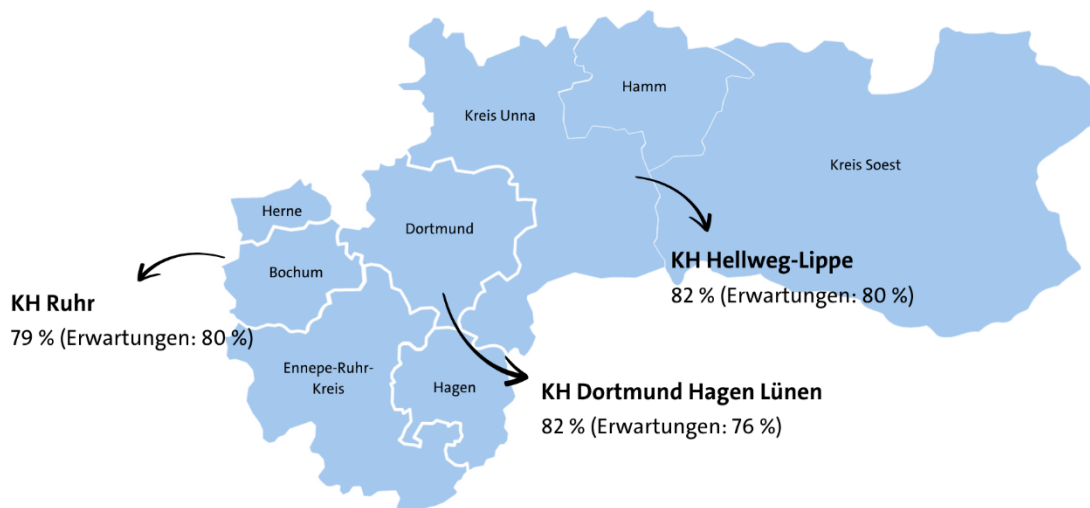 Hamm
Kreis Unna
Kreis Soest
Herne
Dortmund
Bochum
KH Hellweg-Lippe
82 % (Erwartungen: 80 %)
KH Ruhr
79 % (Erwartungen: 80 %)
Ennepe-Ruhr-
Kreis
Hagen
KH Dortmund Hagen Lünen
82 % (Erwartungen: 76 %)